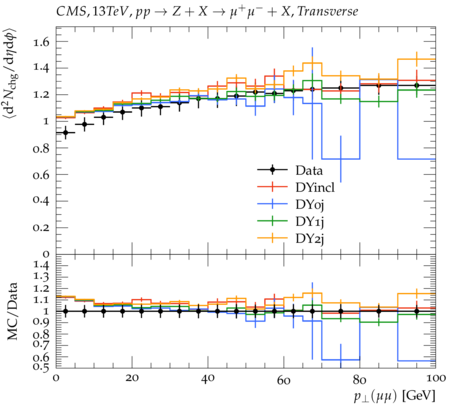 CMS, 13TeV, pp → Z + X → μ⁺μ⁻ + X, Transverse
⟨d²N_chg/dηdϕ⟩
1.6
1.4
1.2
1
0.8
0.6
0.4
0.2
0
Data
DYincl
DY0j
DY1j
DY2j
MC/Data
1.4
1.3
1.2
1.1
1
0.9
0.8
0.7
0.6
0.5
0 20 40 60 80 100
p⊥(μμ) [GeV]